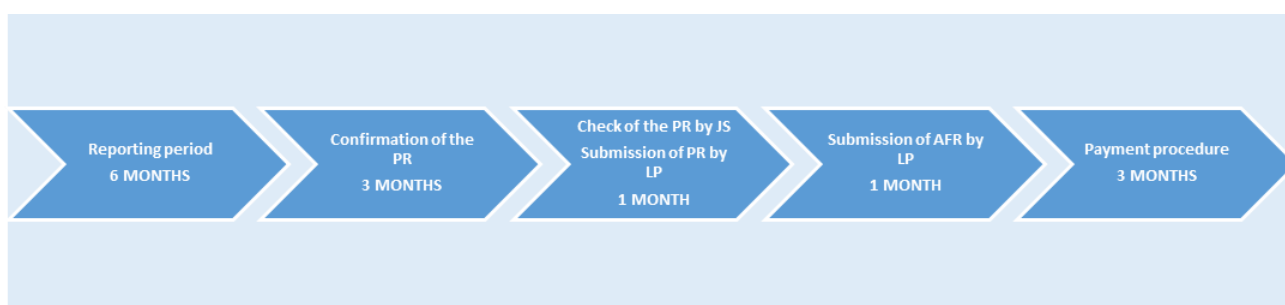 Reporting period
6 MONTHS
Confirmation of the
PR
3 MONTHS
Check of the PR by JS
Submission of PR by
LP
1 MONTH
Submission of AFR by
LP
1 MONTH
Payment procedure
3 MONTHS